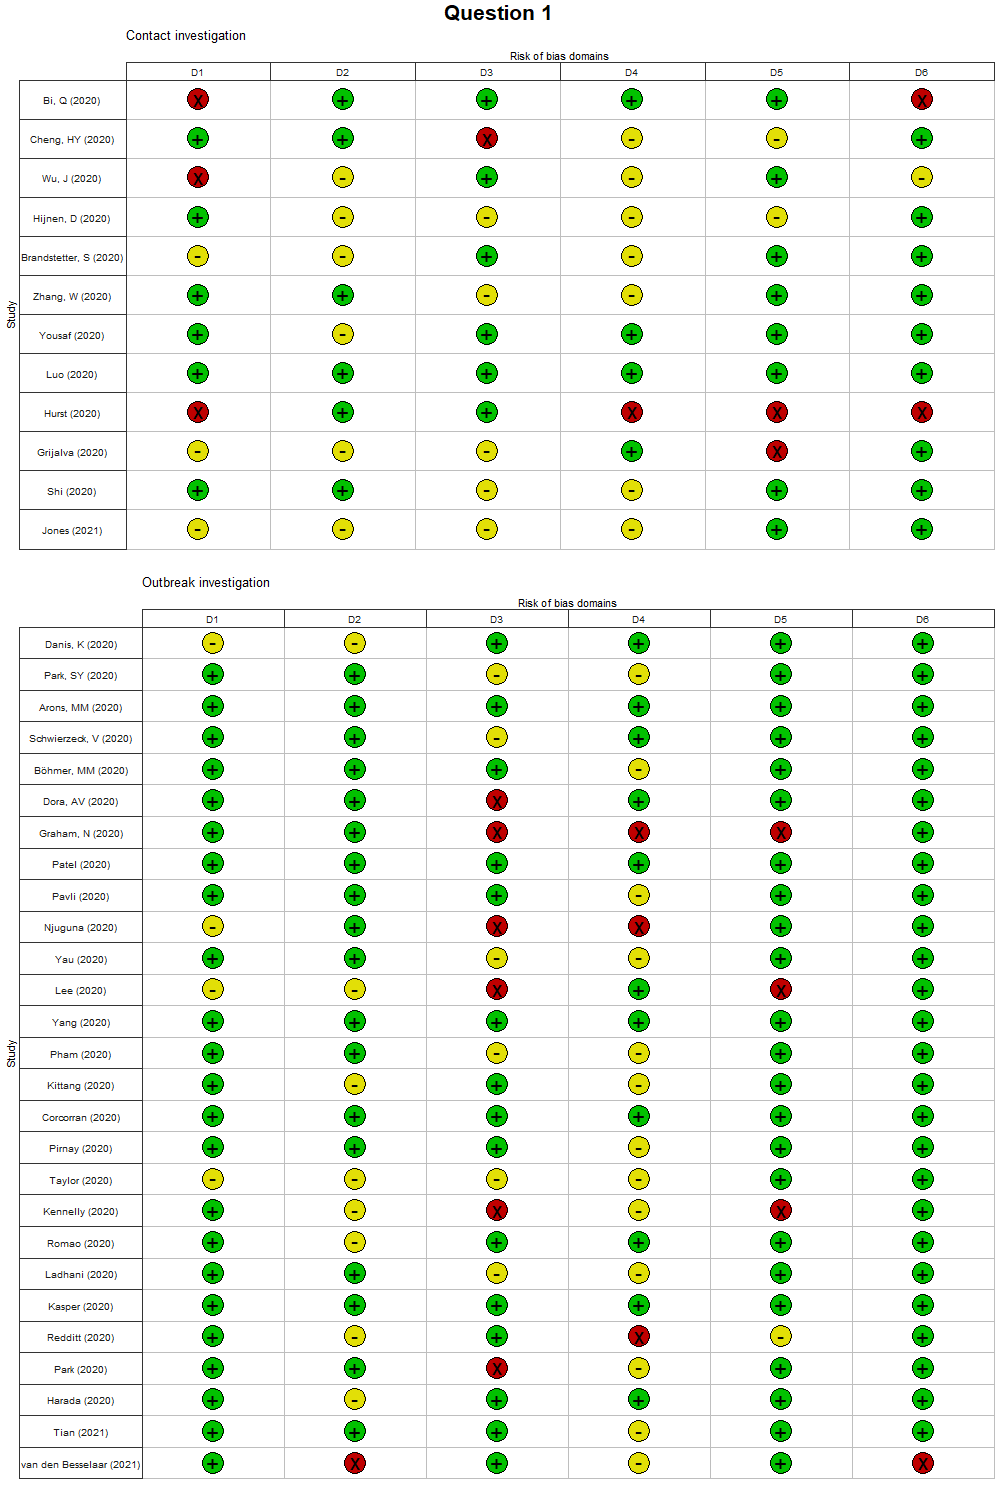 Question 1
Contact investigation
Risk of bias domains
D1 D2 D3 D4 D5 D6
Study
Bi, Q (2020) X + + + + X
Cheng, HY (2020) + + X - - +
Wu, J (2020) X - + - + -
Hijnen, D (2020) + - - - - +
Brandstetter, S (2020) - - + - + +
Zhang, W (2020) + + - - + +
Yousaf (2020) + - + + + +
Luo (2020) + + + + + +
Hurst (2020) X + + X X X
Grijalva (2020) - - - + X +
Shi (2020) + + - - + +
Jones (2021) - - - - + +
Outbreak investigation
Risk of bias domains
D1 D2 D3 D4 D5 D6
Study
Danis, K (2020) - - + + + +
Park, SY (2020) + + - - + +
Arons, MM (2020) + + + + + +
Schwierzeck, V (2020) + + - + + +
Böhmer, MM (2020) + + + - + +
Dora, AV (2020) + + X + + +
Graham, N (2020) + + X X X +
Patel (2020) + + + + + +
Pavli (2020) + + + - + +
Njuguna (2020) - + X X + +
Yau (2020) + + - - + +
Lee (2020) - - X + X +
Yang (2020) + + + + + +
Pham (2020) + + - - + +
Kittang (2020) + - + - + +
Corcorran (2020) + + + + + +
Pirnay (2020) + + + - + +
Taylor (2020) - - - - + +
Kennelly (2020) + - X - X +
Romao (2020) + - + + + +
Ladhani (2020) + + - - + +
Kasper (2020) + + + + + +
Redditt (2020) + - + X - +
Park (2020) + + X - + +
Harada (2020) + - + + + +
Tian (2021) + + + - + +
van den Besselaar (2021) + X + - + X